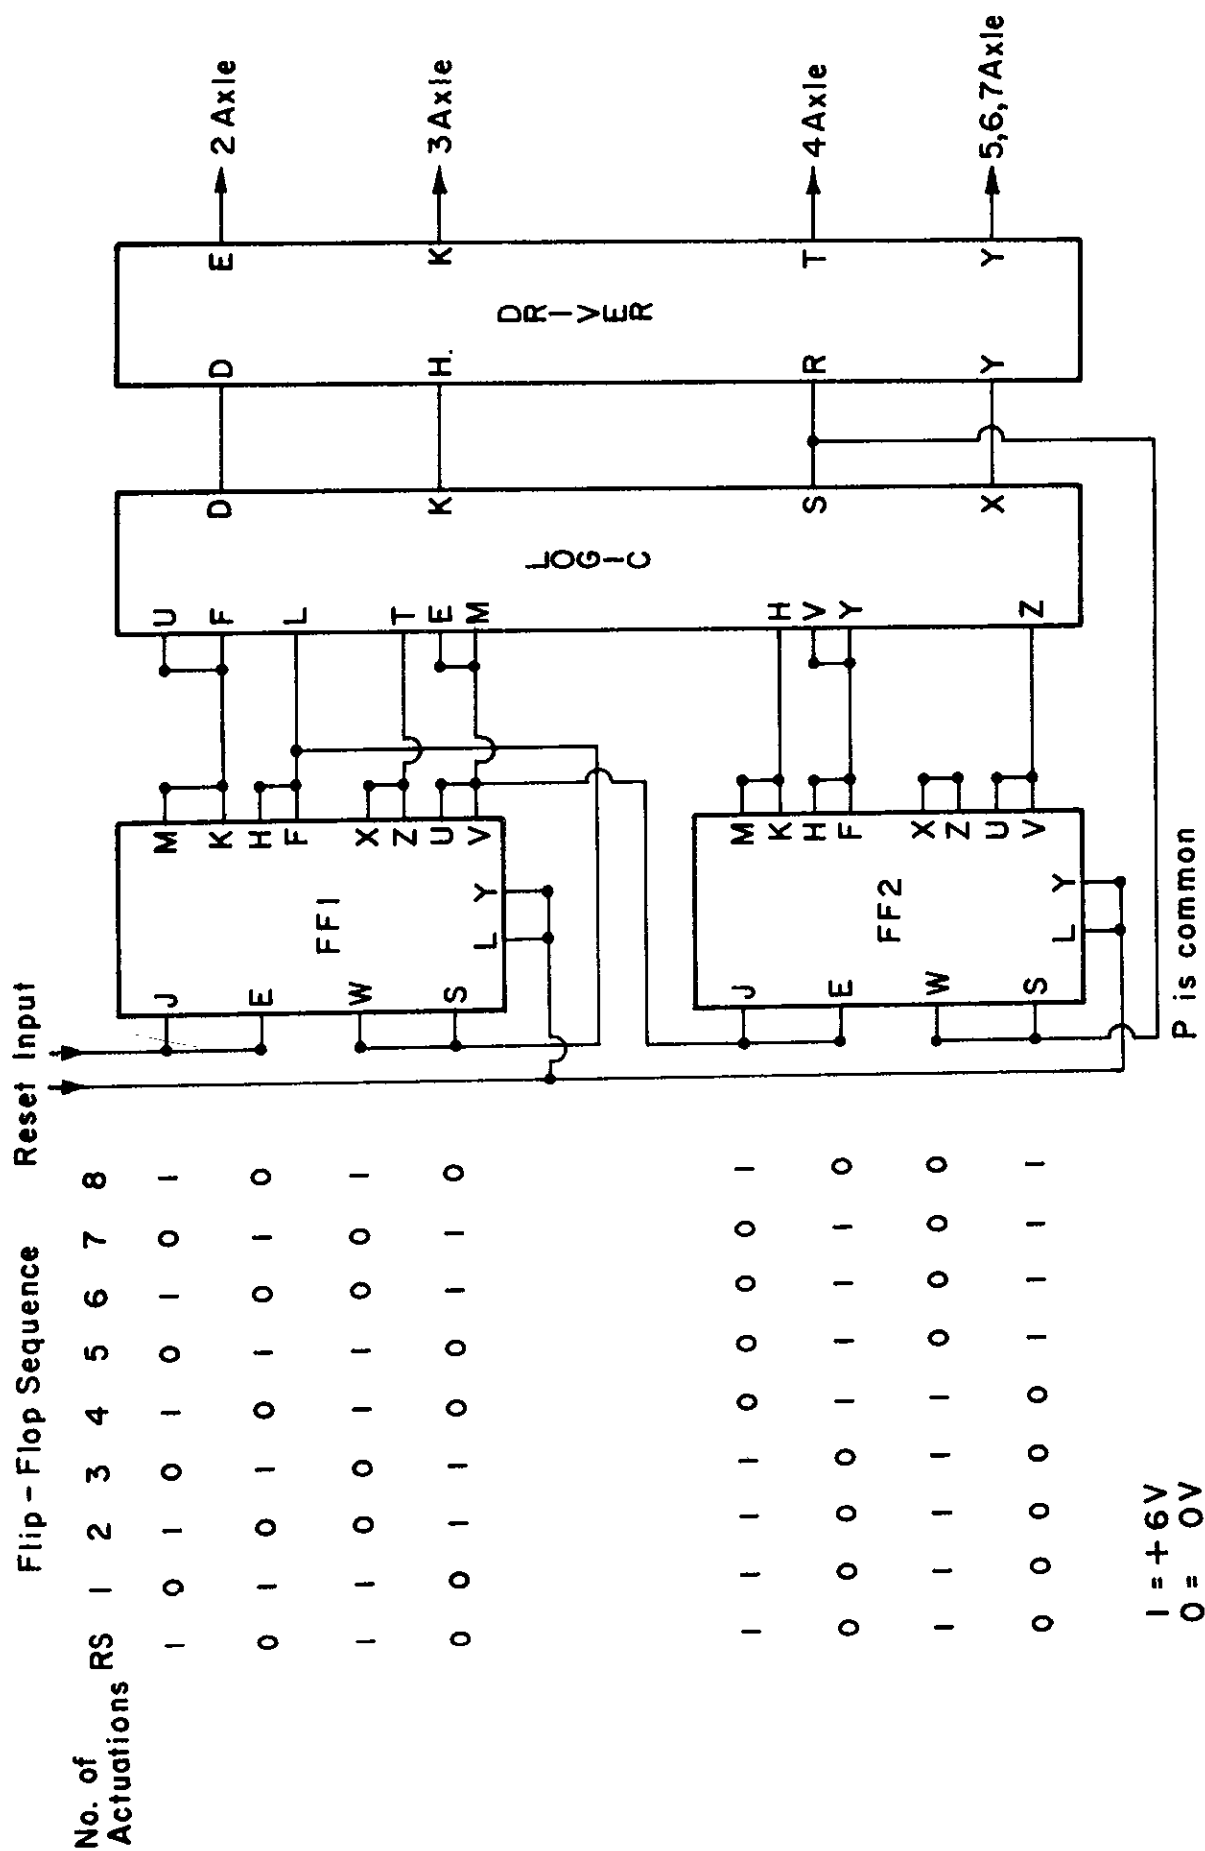 Flip-Flop Sequence
Reset Input
No. of
Actuations RS 1 2 3 4 5 6 7 8
1 0 1 0 1 0 1 0 1
0 1 0 1 0 1 0 1 0
1 1 0 0 1 1 0 0 1
0 0 1 1 0 0 1 1 0
1 1 1 1 0 0 0 0 1
0 0 0 0 1 1 1 1 0
1 1 1 1 1 0 0 0 0
0 0 0 0 0 1 1 1 1
1 = +6V
0 = 0V
J
E
W
S
FF1
L Y
M
K
H
F
X
Z
U
V
J
E
W
S
FF2
L Y
M
K
H
F
X
Z
U
V
P is common
U
F
L
T
E
M
H
V
Y
Z
LOGIC
D
K
S
X
D
H.
R
Y
DRIVER
E
K
T
Y
2 Axle
3 Axle
4 Axle
5,6,7 Axle